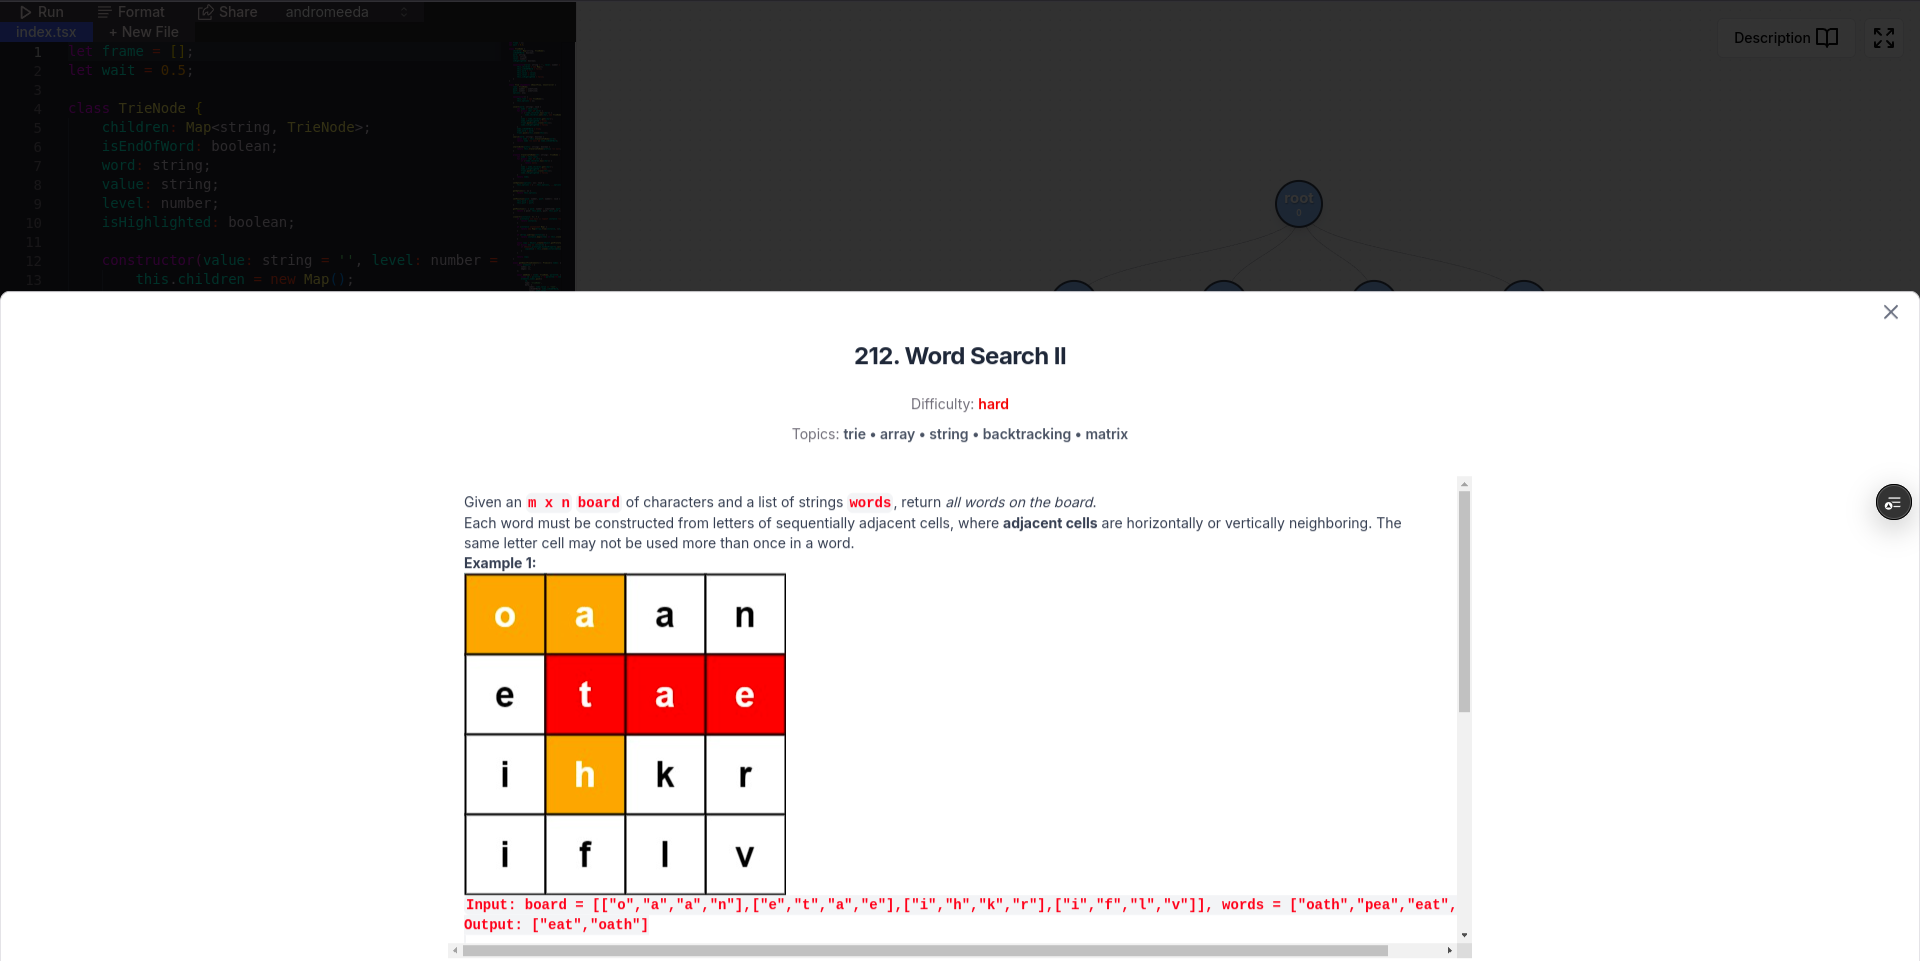 Run Format Share andromeeda
index.tsx + New File
Description
1 let frame = [];
2 let wait = 0.5;
3
4 class TrieNode {
5 children: Map<string, TrieNode>;
6 isEndOfWord: boolean;
7 word: string;
8 value: string;
9 level: number;
10 isHighlighted: boolean;
11
12 constructor(value: string = '', level: number =
13 this.children = new Map();
root
0
212. Word Search II
Difficulty: hard
Topics: trie • array • string • backtracking • matrix
Given an m x n board of characters and a list of strings words, return all words on the board.
Each word must be constructed from letters of sequentially adjacent cells, where adjacent cells are horizontally or vertically neighboring. The
same letter cell may not be used more than once in a word.
Example 1:
o a a n
e t a e
i h k r
i f l v
Input: board = [["o","a","a","n"],["e","t","a","e"],["i","h","k","r"],["i","f","l","v"]], words = ["oath","pea","eat",
Output: ["eat","oath"]